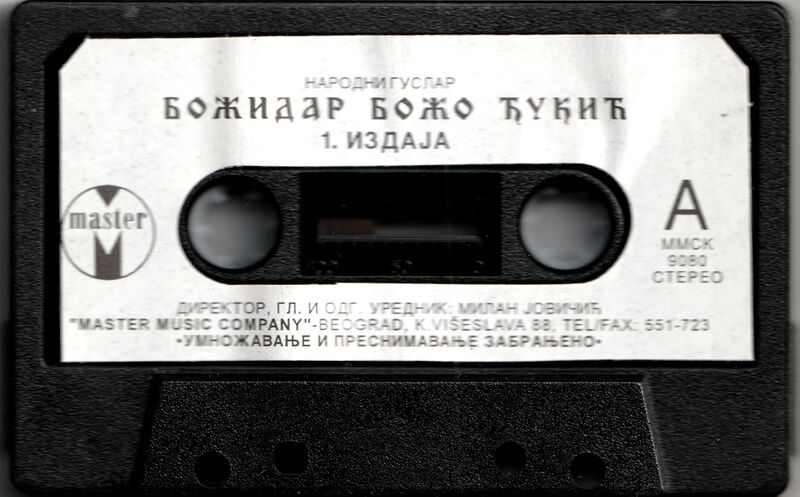 НАРОДНИ ГУСЛАР
БОЖИДАР БОЖО ЂУКИЋ
1. ИЗДАЈА
master
A
ММСК
9080
СТЕРЕО
ДИРЕКТОР, ГЛ. И ОДГ. УРЕДНИК: МИЛАН ЈОВИЧИЋ
"MASTER MUSIC COMPANY"-BEOGRAD, K.VIŠESLAVA 88, TEL/FAX: 551-723
•УМНОЖАВАЊЕ И ПРЕСНИМАВАЊЕ ЗАБРАЊЕНО•